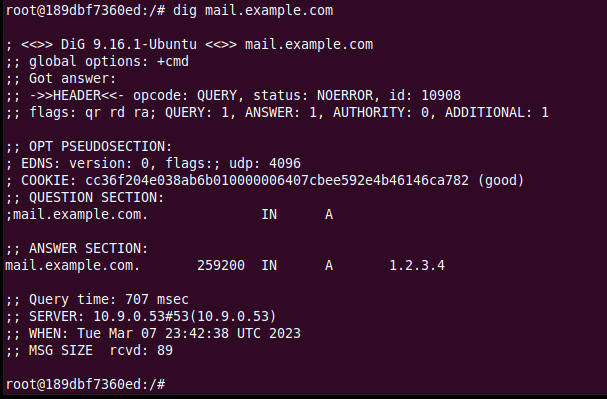 root@189dbf7360ed:/# dig mail.example.com

; <<>> DiG 9.16.1-Ubuntu <<>> mail.example.com
;; global options: +cmd
;; Got answer:
;; ->>HEADER<<- opcode: QUERY, status: NOERROR, id: 10908
;; flags: qr rd ra; QUERY: 1, ANSWER: 1, AUTHORITY: 0, ADDITIONAL: 1

;; OPT PSEUDOSECTION:
; EDNS: version: 0, flags:; udp: 4096
; COOKIE: cc36f204e038ab6b010000006407cbee592e4b46146ca782 (good)
;; QUESTION SECTION:
;mail.example.com.              IN      A

;; ANSWER SECTION:
mail.example.com.       259200  IN      A       1.2.3.4

;; Query time: 707 msec
;; SERVER: 10.9.0.53#53(10.9.0.53)
;; WHEN: Tue Mar 07 23:42:38 UTC 2023
;; MSG SIZE  rcvd: 89

root@189dbf7360ed:/#